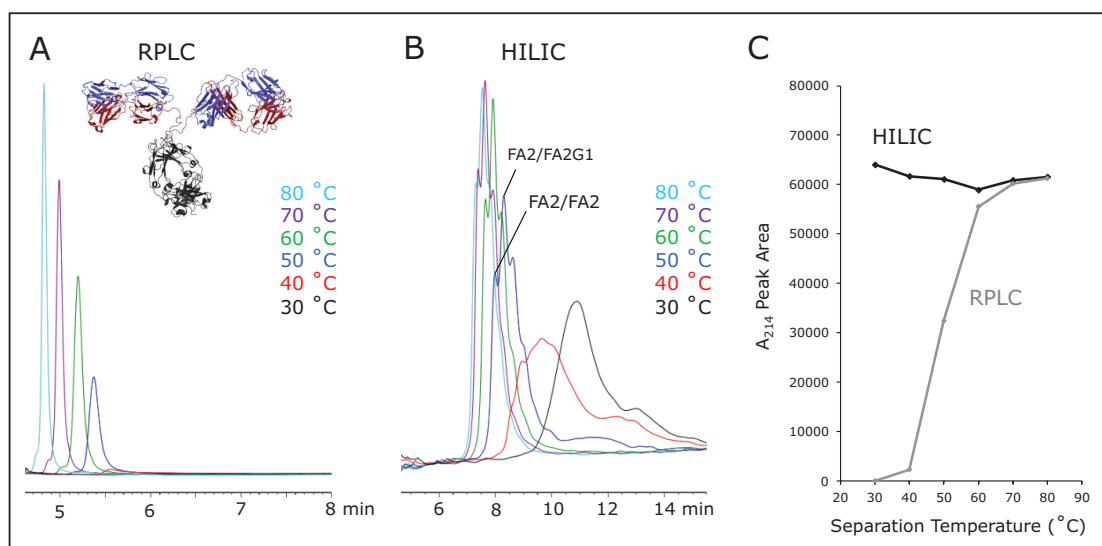 A
RPLC
80 °C
70 °C
60 °C
50 °C
40 °C
30 °C
5
6
7
8 min
B
HILIC
FA2/FA2G1
FA2/FA2
80 °C
70 °C
60 °C
50 °C
40 °C
30 °C
6
8
10
12
14 min
C
80000
70000
60000
50000
40000
30000
20000
10000
0
A214 Peak Area
HILIC
RPLC
20 30 40 50 60 70 80 90
Separation Temperature (°C)